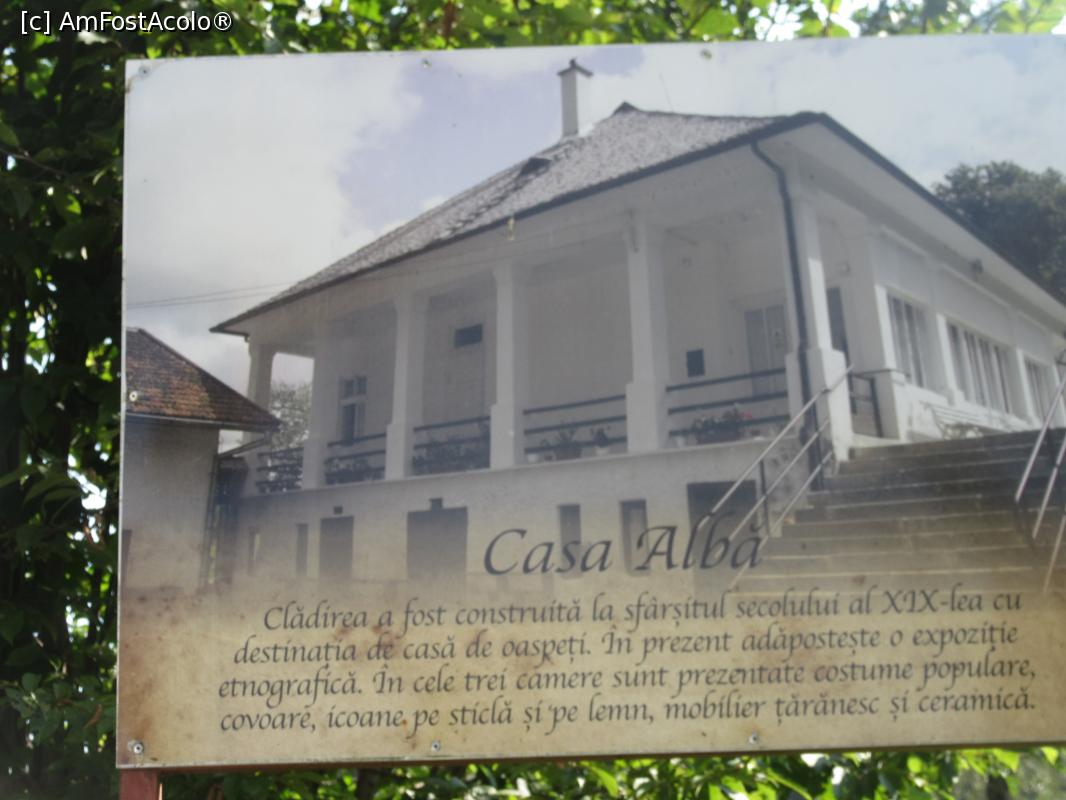 [c] AmFostAcolo®
Casa Albă
Clădirea a fost construită la sfârșitul secolului al XIX-lea cu
destinația de casă de oaspeți. În prezent adăpostește o expoziție
etnografică. În cele trei camere sunt prezentate costume populare,
covoare, icoane pe sticlă și pe lemn, mobilier țărănesc și ceramică.